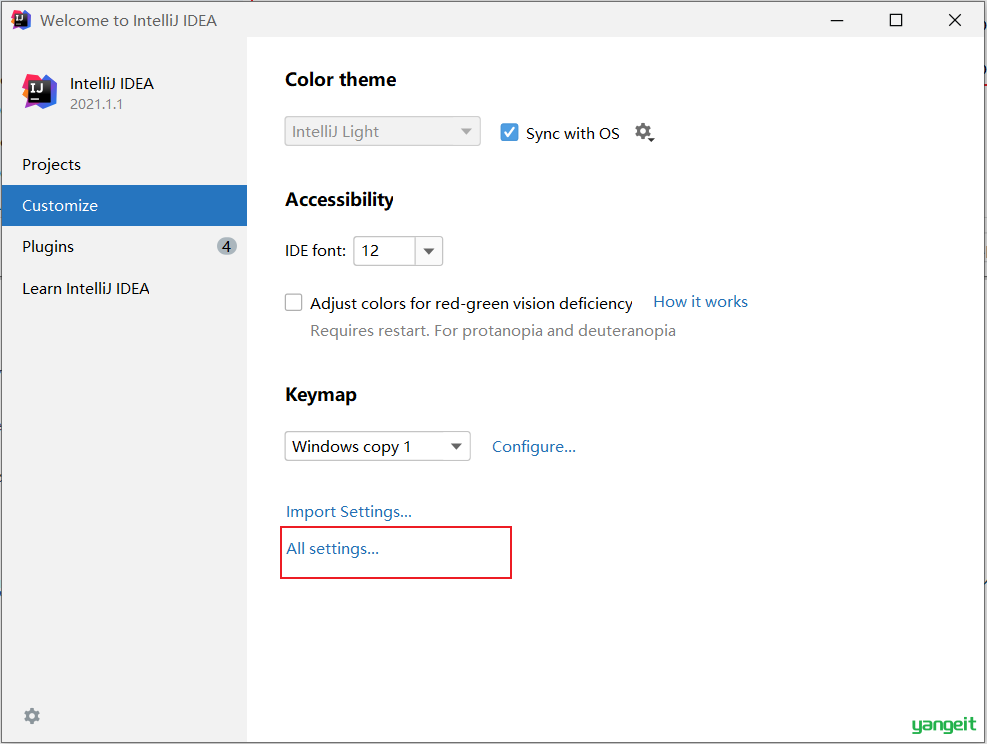 Welcome to IntelliJ IDEA
IntelliJ IDEA
2021.1.1
Projects
Customize
Plugins 4
Learn IntelliJ IDEA
Color theme
IntelliJ Light Sync with OS
Accessibility
IDE font: 12
Adjust colors for red-green vision deficiency How it works
Requires restart. For protanopia and deuteranopia
Keymap
Windows copy 1 Configure...
Import Settings...
All settings...
yangeit